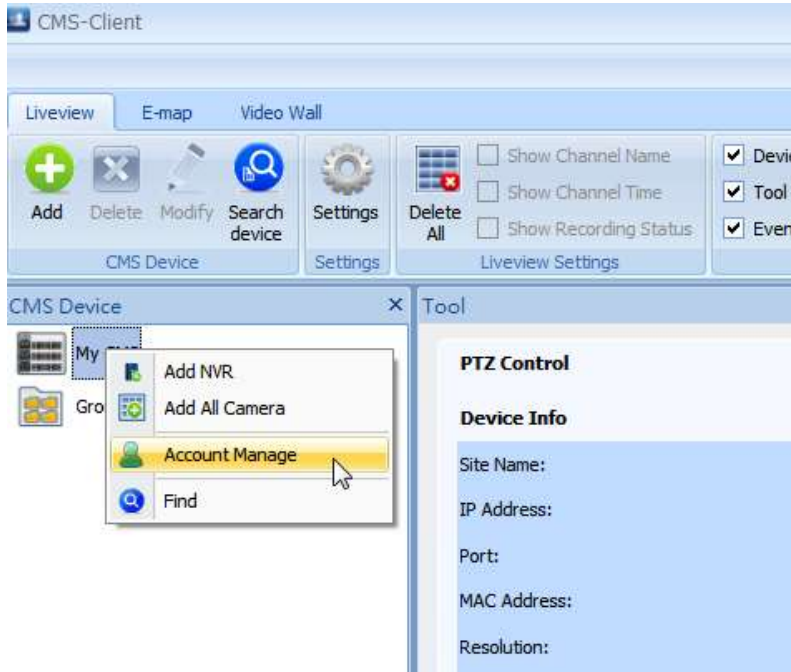 CMS-Client
Liveview E-map Video Wall
Add Delete Modify Search device
Settings
Delete All
Show Channel Name
Show Channel Time
Show Recording Status
Tool
CMS Device Settings Liveview Settings
CMS Device × Tool
My
Add NVR
Add All Camera
Account Manage
Find
PTZ Control
Device Info
Site Name:
IP Address:
Port:
MAC Address:
Resolution: